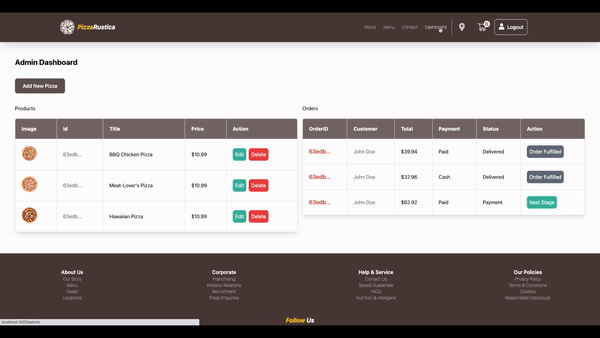 PizzaRustica
About Menu Contact Dashboard 0 Logout
Admin Dashboard
Add New Pizza
Products
Image Id Title Price Action
63edb... BBQ Chicken Pizza $10.99 Edit Delete
63edb... Meat-Lover's Pizza $10.99 Edit Delete
63edb... Hawaiian Pizza $10.99 Edit Delete
Orders
OrderID Customer Total Payment Status Action
63edb... John Doe $39.94 Paid Delivered Order Fulfilled
63edb... John Doe $32.96 Cash Delivered Order Fulfilled
63edb... John Doe $62.92 Paid Payment Next Stage
About Us
Our Story
Menu
Deals
Locations
Corporate
Franchising
Investor Relations
Recruitment
Press Enquiries
Help & Service
Contact Us
Speed Guarantee
FAQs
Nutrition & Allergens
Our Policies
Privacy Policy
Terms & Conditions
Cookies
Responsible Disclosure
Follow Us
localhost:3000/admin